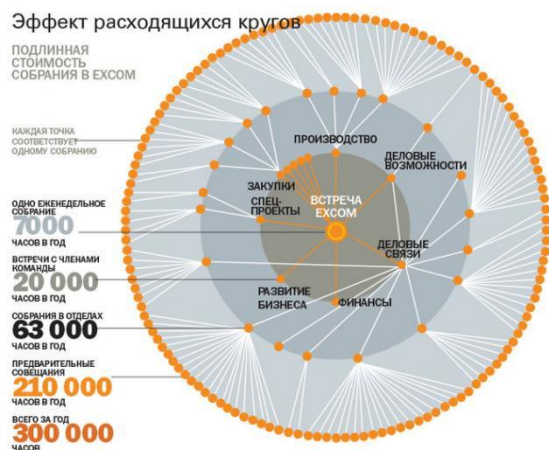 Эффект расходящихся кругов
ПОДЛИННАЯ
СТОИМОСТЬ
СОБРАНИЯ В EXCOM
КАЖДАЯ ТОЧКА
СООТВЕТСТВУЕТ
ОДНОМУ СОБРАНИЮ
ОДНО ЕЖЕНЕДЕЛЬНОЕ
СОБРАНИЕ
7000
ЧАСОВ В ГОД
ВСТРЕЧИ С ЧЛЕНАМИ
КОМАНДЫ
20 000
ЧАСОВ В ГОД
СОБРАНИЯ В ОТДЕЛАХ
63 000
ЧАСОВ В ГОД
ПРЕДВАРИТЕЛЬНЫЕ
СОВЕЩАНИЯ
210 000
ЧАСОВ В ГОД
ВСЕГО ЗА ГОД
300 000
ЧАСОВ
ПРОИЗВОДСТВО
ДЕЛОВЫЕ
ВОЗМОЖНОСТИ
ЗАКУПКИ
СПЕЦ-
ПРОЕКТЫ
ВСТРЕЧА
EXCOM
ДЕЛОВЫЕ
СВЯЗИ
РАЗВИТИЕ
БИЗНЕСА
ФИНАНСЫ